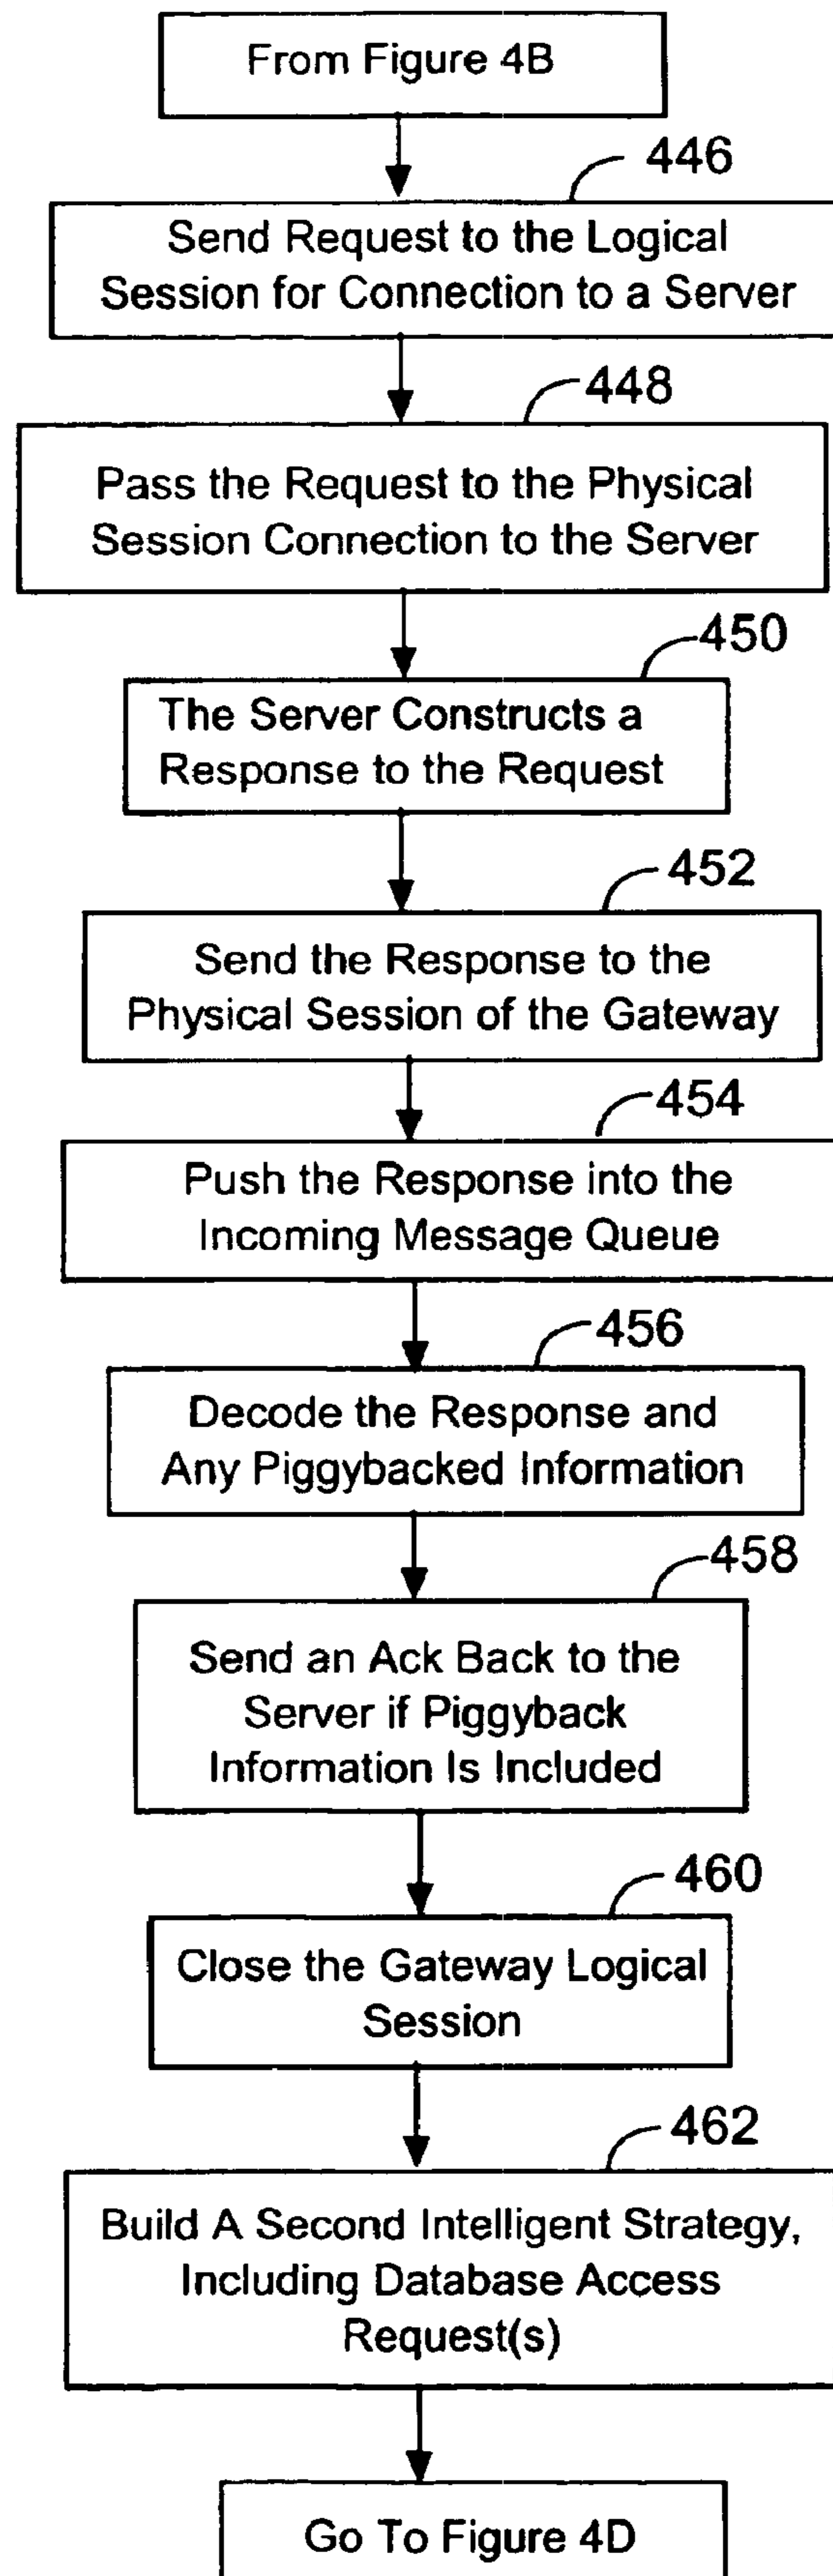 From Figure 4B
446
Send Request to the Logical
Session for Connection to a Server
448
Pass the Request to the Physical
Session Connection to the Server
450
The Server Constructs a
Response to the Request
452
Send the Response to the
Physical Session of the Gateway
454
Push the Response into the
Incoming Message Queue
456
Decode the Response and
Any Piggybacked Information
458
Send an Ack Back to the
Server if Piggyback
Information Is Included
460
Close the Gateway Logical
Session
462
Build A Second Intelligent Strategy,
Including Database Access
Request(s)
Go To Figure 4D